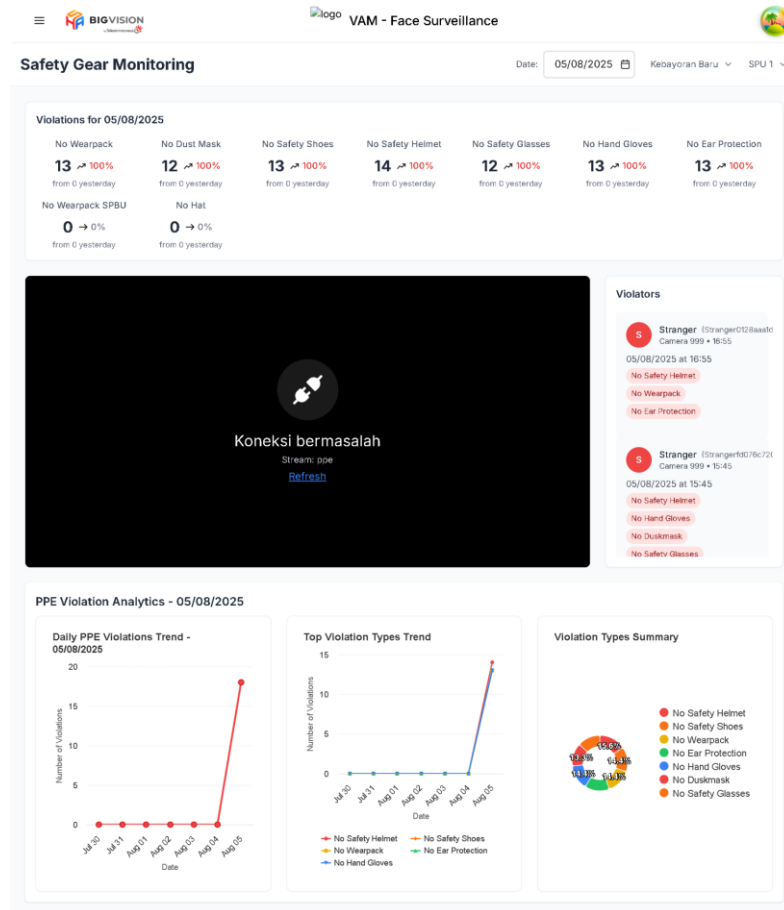 BIGVISION
logo VAM - Face Surveillance
Safety Gear Monitoring
Date: 05/08/2025 Kebayoran Baru SPU 1
Violations for 05/08/2025
No Wearpack No Dust Mask No Safety Shoes No Safety Helmet No Safety Glasses No Hand Gloves No Ear Protection
13 100% 12 100% 13 100% 14 100% 12 100% 13 100% 13 100%
from 0 yesterday from 0 yesterday from 0 yesterday from 0 yesterday from 0 yesterday from 0 yesterday from 0 yesterday
No Wearpack SPBU No Hat
0 → 0% 0 → 0%
from 0 yesterday from 0 yesterday
Koneksi bermasalah
Stream: ppe
Refresh
Violators
S
Stranger (Stranger0128aaa1d
Camera 999 • 16:55
05/08/2025 at 16:55
No Safety Helmet
No Wearpack
No Ear Protection
S
Stranger (Strangerfd076c720
Camera 999 • 15:45
05/08/2025 at 15:45
No Safety Helmet
No Hand Gloves
No Duskmask
No Safety Glasses
PPE Violation Analytics - 05/08/2025
Daily PPE Violations Trend -
05/08/2025
20
15
10
5
0
Number of Violations
Jul 30 Jul 31 Aug 01 Aug 02 Aug 03 Aug 04 Aug 05
Date
Top Violation Types Trend
15
10
5
0
Number of Violations
Jul 30 Jul 31 Aug 01 Aug 02 Aug 03 Aug 04 Aug 05
Date
No Safety Helmet No Safety Shoes
No Wearpack No Ear Protection
No Hand Gloves
Violation Types Summary
15.6%
14.4%
14.4%
14.4%
13.3%
No Safety Helmet
No Safety Shoes
No Wearpack
No Ear Protection
No Hand Gloves
No Duskmask
No Safety Glasses